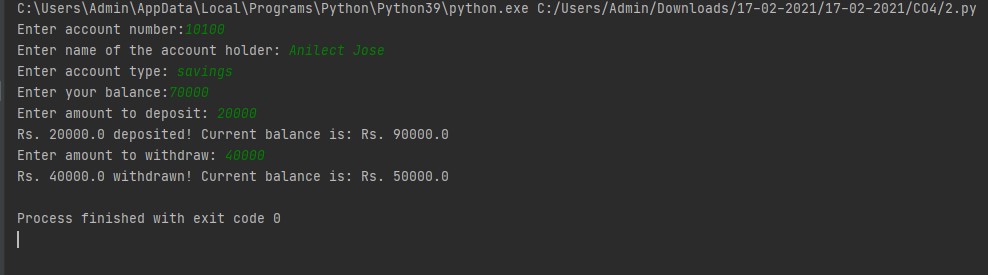 C:\Users\Admin\AppData\Local\Programs\Python\Python39\python.exe C:/Users/Admin/Downloads/17-02-2021/17-02-2021/CO4/2.py
Enter account number:10100
Enter name of the account holder: Anilect Jose
Enter account type: savings
Enter your balance:70000
Enter amount to deposit: 20000
Rs. 20000.0 deposited! Current balance is: Rs. 90000.0
Enter amount to withdraw: 40000
Rs. 40000.0 withdrawn! Current balance is: Rs. 50000.0
Process finished with exit code 0